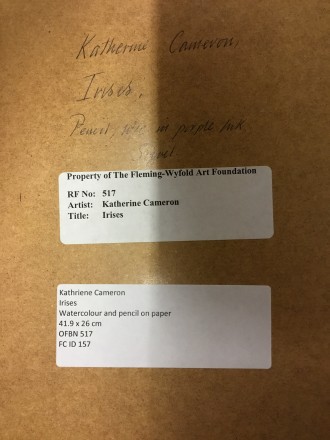 Katherine Cameron.
Irises.
Pencil, in purple ink
Signed
Property of The Fleming-Wyfold Art Foundation
RF No: 517
Artist: Katherine Cameron
Title: Irises
Kathriene Cameron
Irises
Watercolour and pencil on paper
41.9 x 26 cm
OFBN 517
FC ID 157